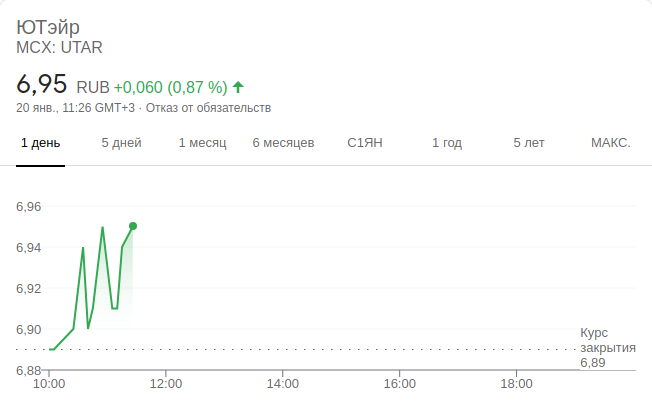 ЮТэйр
MCX: UTAR
6,95 RUB +0,060 (0,87 %)
20 янв., 11:26 GMT+3 · Отказ от обязательств
1 день 5 дней 1 месяц 6 месяцев С1ЯН 1 год 5 лет МАКС.
6,96
6,94
6,92
6,90
Курс
закрытия
6,89
6,88
10:00 12:00 14:00 16:00 18:00